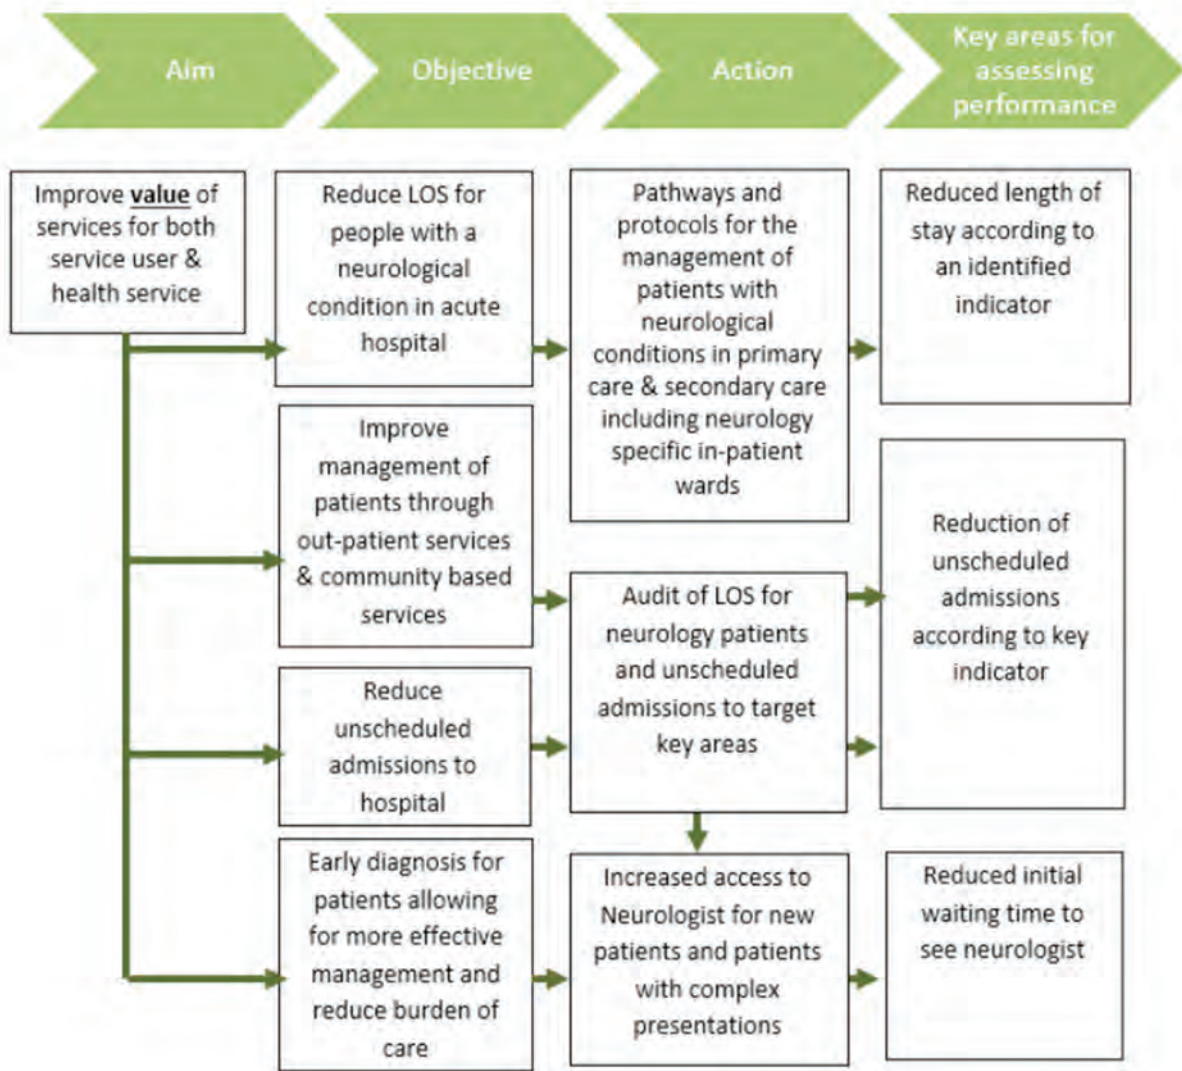 Aim
Objective
Action
Key areas for
assessing
performance
Improve value of
services for both
service user &
health service
Reduce LOS for
people with a
neurological
condition in acute
hospital
Improve
management of
patients through
out-patient services
& community based
services
Reduce
unscheduled
admissions to
hospital
Early diagnosis for
patients allowing
for more effective
management and
reduce burden of
care
Pathways and
protocols for the
management of
patients with
neurological
conditions in primary
care & secondary care
including neurology
specific in-patient
wards
Audit of LOS for
neurology patients
and unscheduled
admissions to target
key areas
Increased access to
Neurologist for new
patients and patients
with complex
presentations
Reduced length of
stay according to
an identified
indicator
Reduction of
unscheduled
admissions
according to key
indicator
Reduced initial
waiting time to
see neurologist